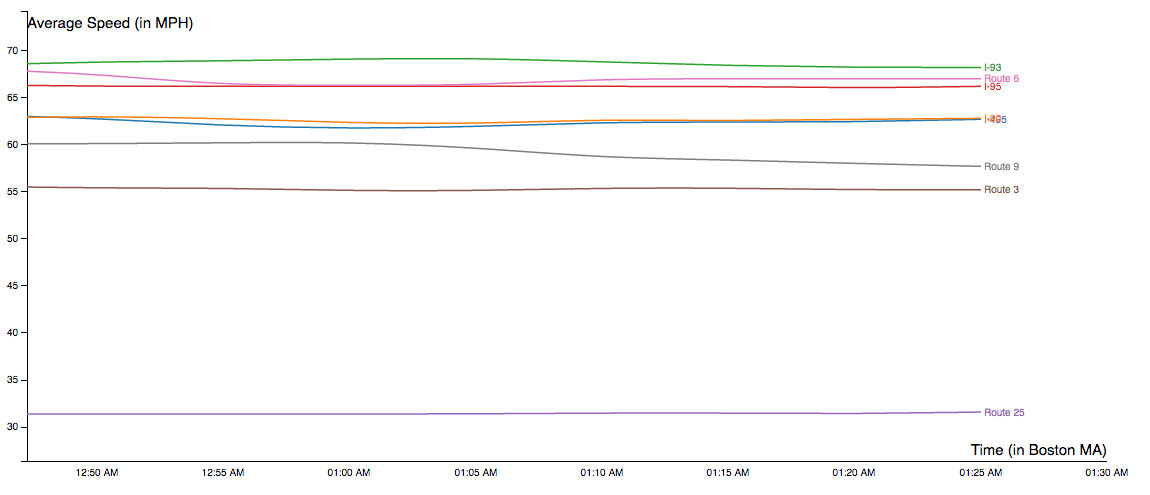 Average Speed (in MPH)
70
65
60
55
50
45
40
35
30
I-93
Route 6
I-95
Route 9
Route 3
Route 25
Time (in Boston MA)
12:50 AM 12:55 AM 01:00 AM 01:05 AM 01:10 AM 01:15 AM 01:20 AM 01:25 AM 01:30 AM